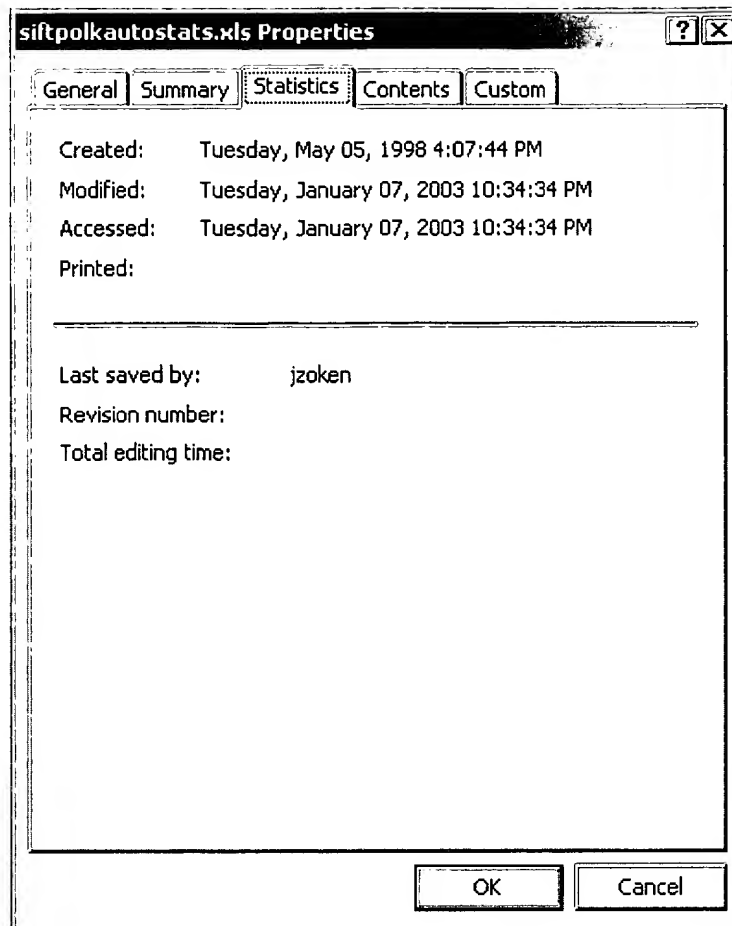 siftpolkautostats.xls Properties ? X
General Summary Statistics Contents Custom
Created: Tuesday, May 05, 1998 4:07:44 PM
Modified: Tuesday, January 07, 2003 10:34:34 PM
Accessed: Tuesday, January 07, 2003 10:34:34 PM
Printed:
Last saved by: jzoken
Revision number:
Total editing time:
OK Cancel